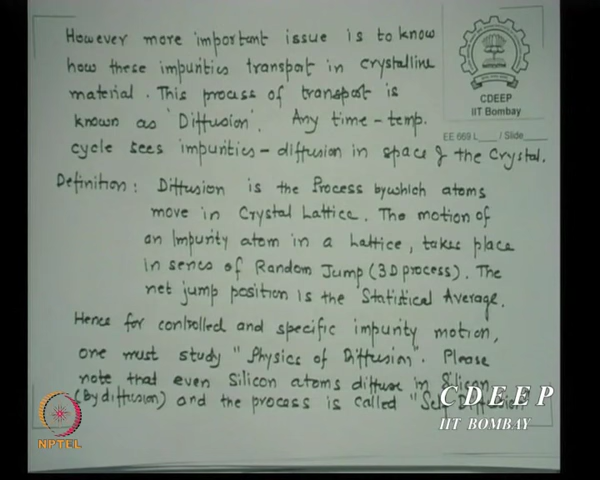 However more important issue is to know
how these impurities transport in crystalline
material. This process of transport is
known as 'Diffusion'. Any time-temp.
cycle sees impurities-diffusion in space of the Crystal.
CDEEP
IIT Bombay
EE 669 L___ / Slide___
Definition: Diffusion is the Process by which atoms
move in Crystal Lattice. The motion of
an Impurity atom in a Lattice, takes place
in series of Random Jump (3D process). The
net jump position is the Statistical Average.
Hence for controlled and specific impurity motion,
one must study "Physics of Diffusion". Please
note that even Silicon atoms diffuse in Silicon
(By diffusion) and the process is called "Self Diffusion"
CDEEP
IIT BOMBAY
NPTEL